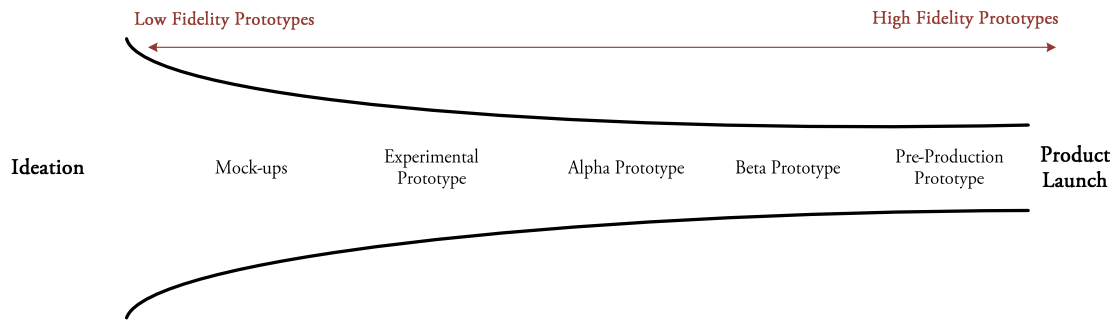 Low Fidelity Prototypes
High Fidelity Prototypes
Ideation
Mock-ups
Experimental
Prototype
Alpha Prototype
Beta Prototype
Pre-Production
Prototype
Product
Launch